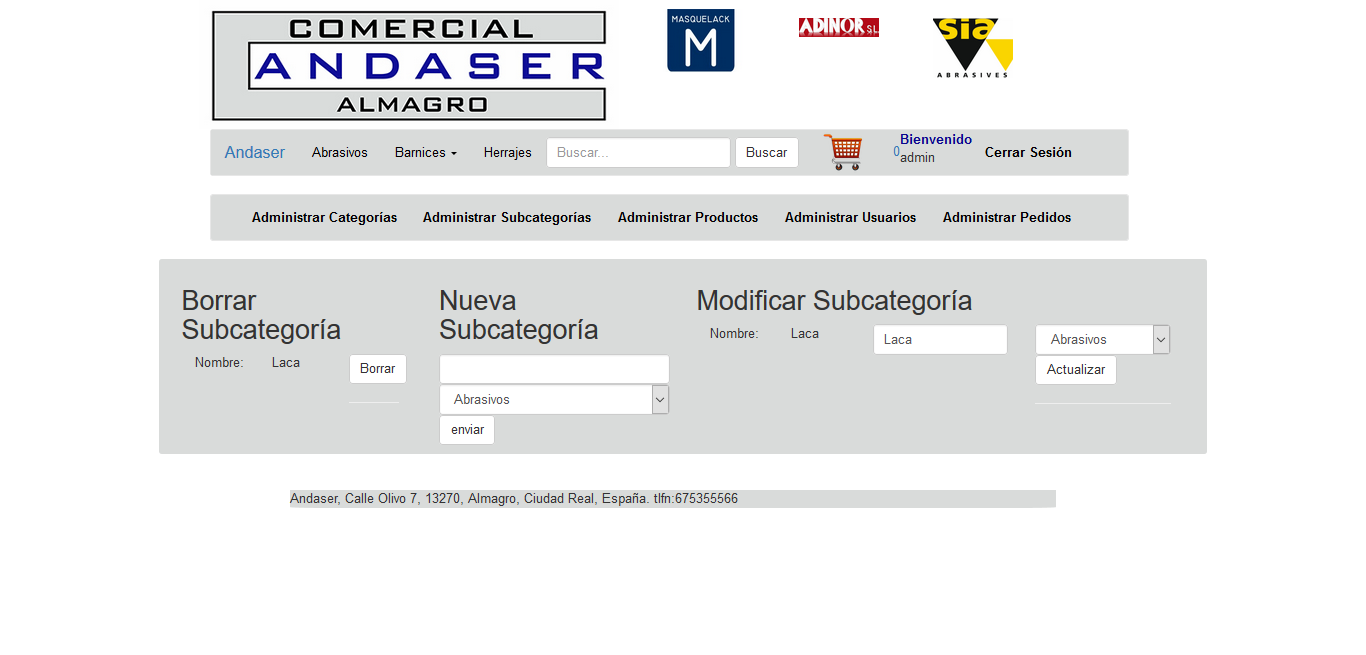 COMERCIAL
ANDASER
ALMAGRO
MASQUELACK
M
ADINOR S.L
sia
ABRASIVES
Andaser Abrasivos Barnices Herrajes Buscar... Buscar 0 Bienvenido admin Cerrar Sesión
Administrar Categorías Administrar Subcategorías Administrar Productos Administrar Usuarios Administrar Pedidos
Borrar
Subcategoría
Nombre: Laca Borrar
Nueva
Subcategoría
Abrasivos
enviar
Modificar Subcategoría
Nombre: Laca Laca Abrasivos
Actualizar
Andaser, Calle Olivo 7, 13270, Almagro, Ciudad Real, España. tlfn:675355566